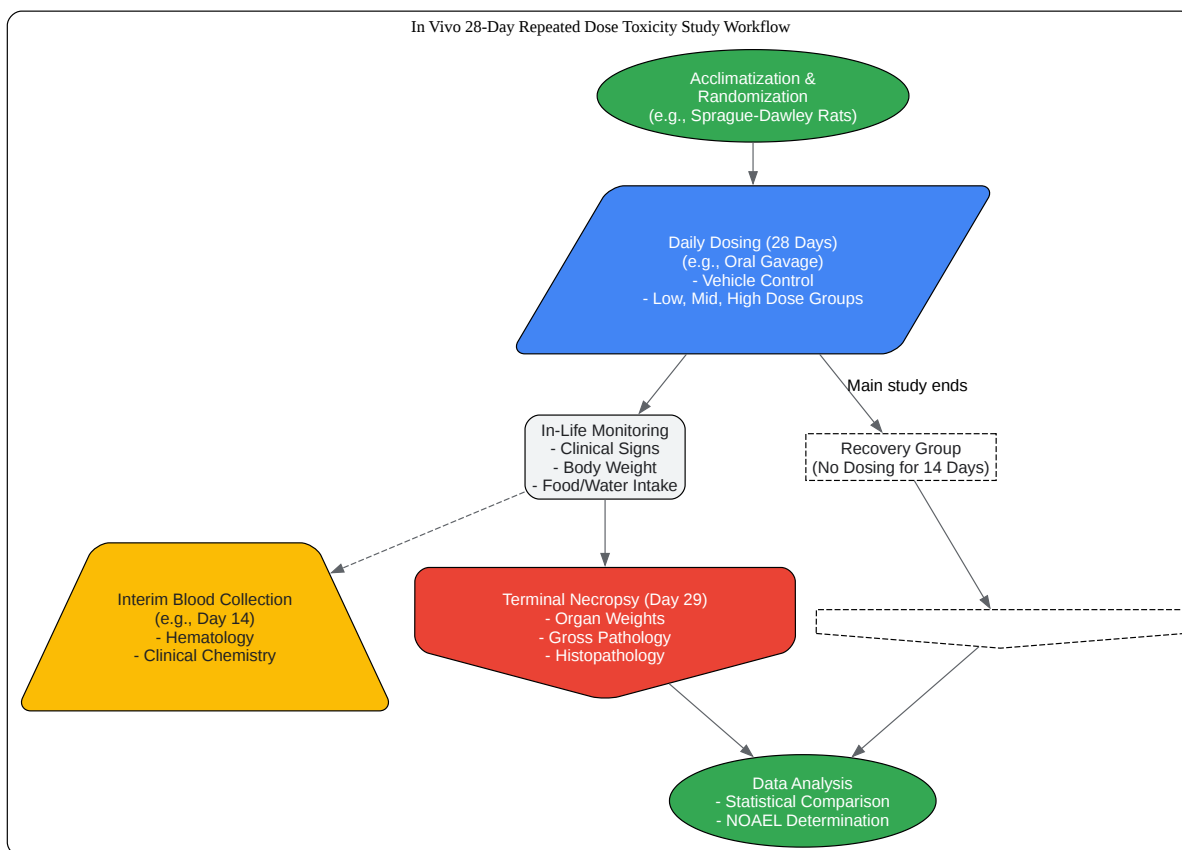 In Vivo 28-Day Repeated Dose Toxicity Study Workflow
Acclimatization &
Randomization
(e.g., Sprague-Dawley Rats)
Daily Dosing (28 Days)
(e.g., Oral Gavage)
- Vehicle Control
- Low, Mid, High Dose Groups
Main study ends
In-Life Monitoring
- Clinical Signs
- Body Weight
- Food/Water Intake
Recovery Group
(No Dosing for 14 Days)
Interim Blood Collection
(e.g., Day 14)
- Hematology
- Clinical Chemistry
Terminal Necropsy (Day 29)
- Organ Weights
- Gross Pathology
- Histopathology
Data Analysis
- Statistical Comparison
- NOAEL Determination